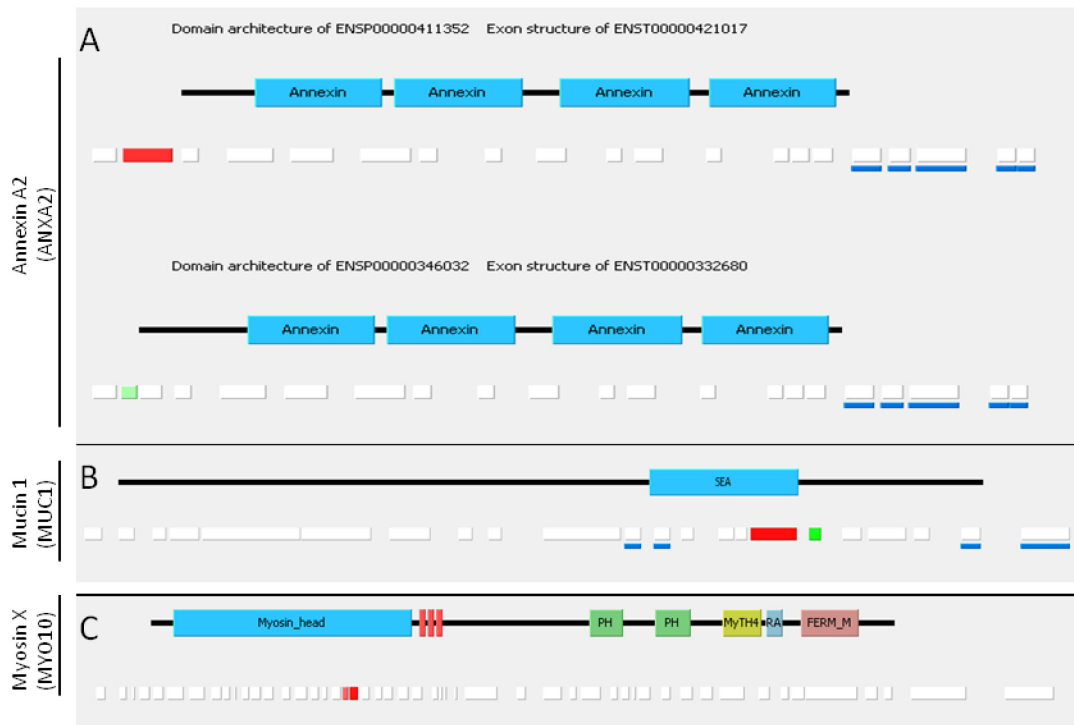 A
Domain architecture of ENSP00000411352 Exon structure of ENST00000421017
Annexin Annexin Annexin Annexin
Domain architecture of ENSP00000346032 Exon structure of ENST00000332680
Annexin Annexin Annexin Annexin
Annexin A2
(ANXA2)
B
SEA
Mucin 1
(MUC1)
C
Myosin_head PH PH MyTH4 RA FERM_M
Myosin X
(MYO10)